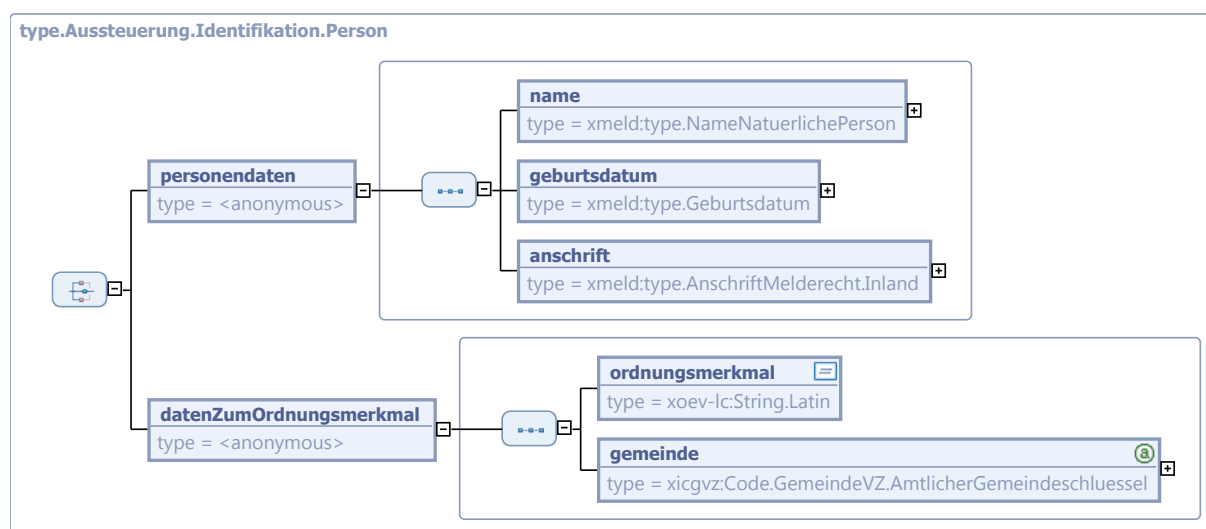 type.Aussteuerung.Identifikation.Person
name
type = xmeld:type.NameNatuerlichePerson
personendaten
type = <anonymous>
geburtsdatum
type = xmeld:type.Geburtsdatum
anschrift
type = xmeld:type.AnschriftMelderecht.Inland
ordnungsmerkmal
type = xoev-lc:String.Latin
datenZumOrdnungsmerkmal
type = <anonymous>
gemeinde
a
type = xicgvz:Code.GemeindeVZ.AmtlicherGemeindeschluessel